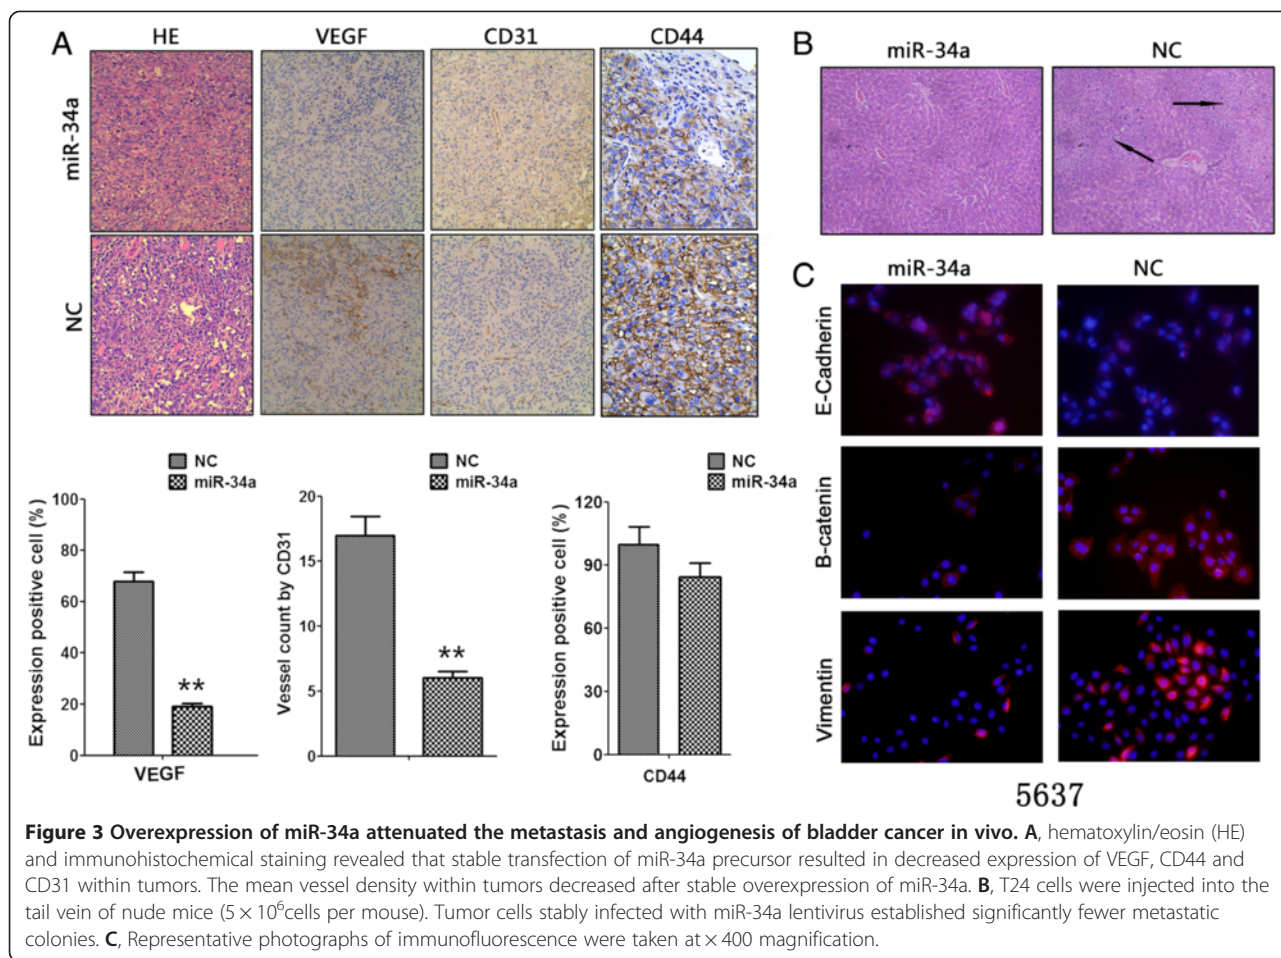 A
HE VEGF CD31 CD44
miR-34a
NC
NC
miR-34a
Expression positive cell (%)
100
80
60
40
20
0
**
VEGF
NC
miR-34a
Vessel count by CD31
20
15
10
5
0
**
NC
miR-34a
Expression positive cell (%)
120
90
60
30
0
CD44
B
miR-34a NC
C
miR-34a NC
E-Cadherin
B-catenin
Vimentin
5637
Figure 3 Overexpression of miR-34a attenuated the metastasis and angiogenesis of bladder cancer in vivo. A, hematoxylin/eosin (HE)
and immunohistochemical staining revealed that stable transfection of miR-34a precursor resulted in decreased expression of VEGF, CD44 and
CD31 within tumors. The mean vessel density within tumors decreased after stable overexpression of miR-34a. B, T24 cells were injected into the
tail vein of nude mice (5 × 10⁶cells per mouse). Tumor cells stably infected with miR-34a lentivirus established significantly fewer metastatic
colonies. C, Representative photographs of immunofluorescence were taken at × 400 magnification.